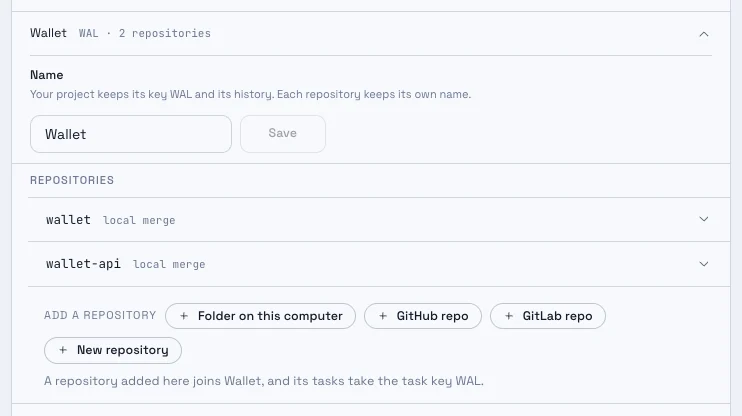 Wallet WAL · 2 repositories
Name
Your project keeps its key WAL and its history. Each repository keeps its own name.
Wallet Save
REPOSITORIES
wallet local merge
wallet-api local merge
ADD A REPOSITORY + Folder on this computer + GitHub repo + GitLab repo
+ New repository
A repository added here joins Wallet, and its tasks take the task key WAL.